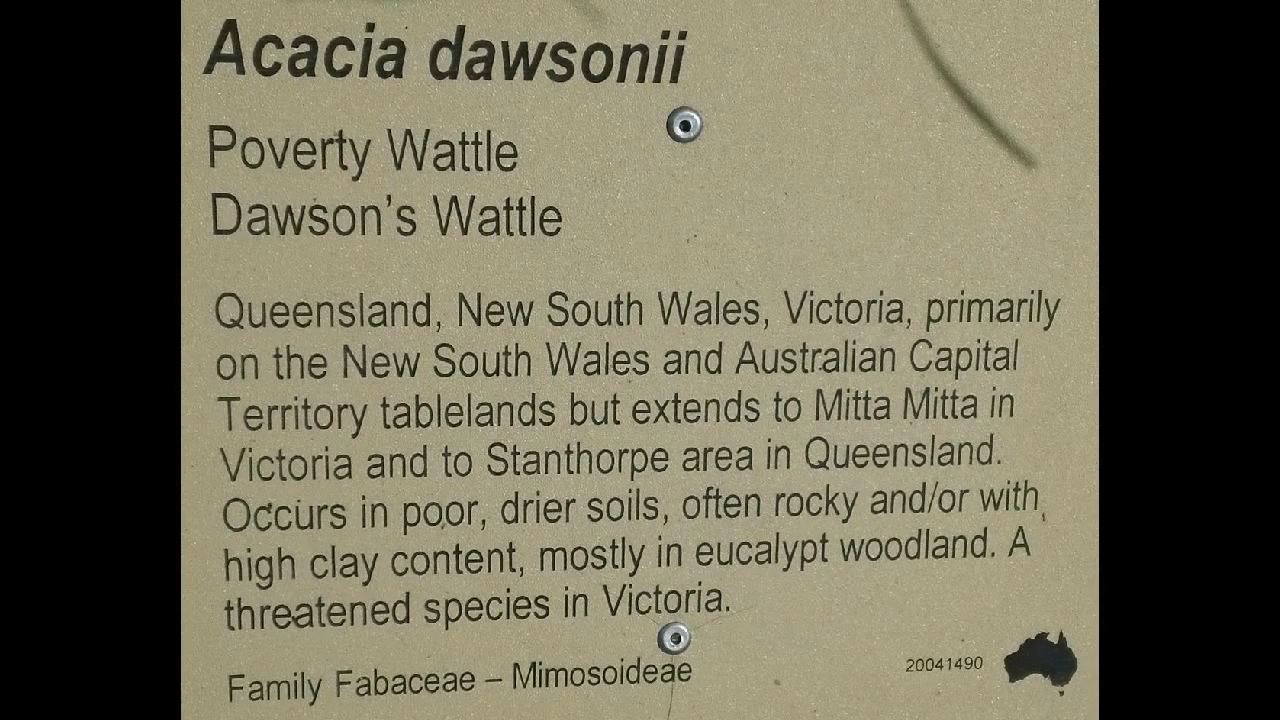 Acacia dawsonii
Poverty Wattle
Dawson's Wattle
Queensland, New South Wales, Victoria, primarily
on the New South Wales and Australian Capital
Territory tablelands but extends to Mitta Mitta in
Victoria and to Stanthorpe area in Queensland.
Occurs in poor, drier soils, often rocky and/or with
high clay content, mostly in eucalypt woodland. A
threatened species in Victoria.
Family Fabaceae – Mimosoideae
20041490